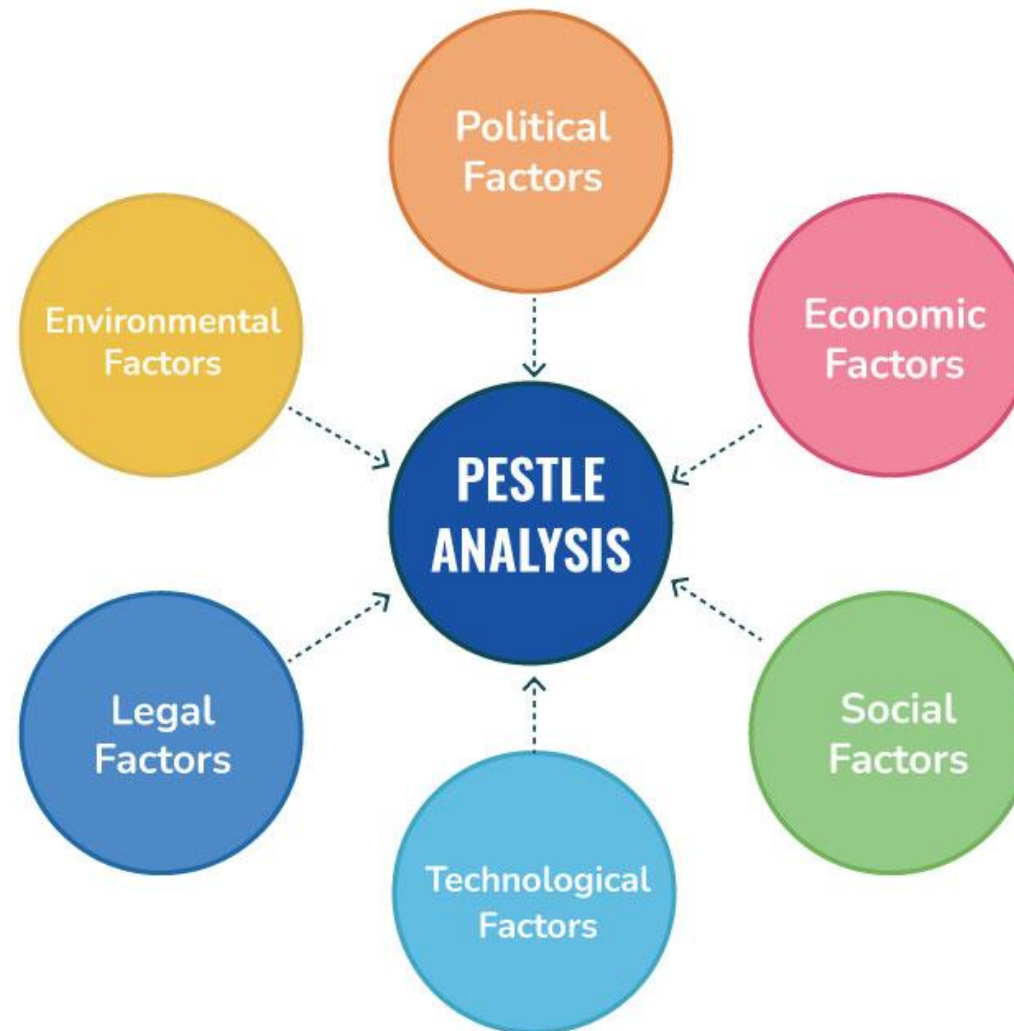 Political
Factors
Environmental
Factors
Economic
Factors
PESTLE
ANALYSIS
Legal
Factors
Social
Factors
Technological
Factors